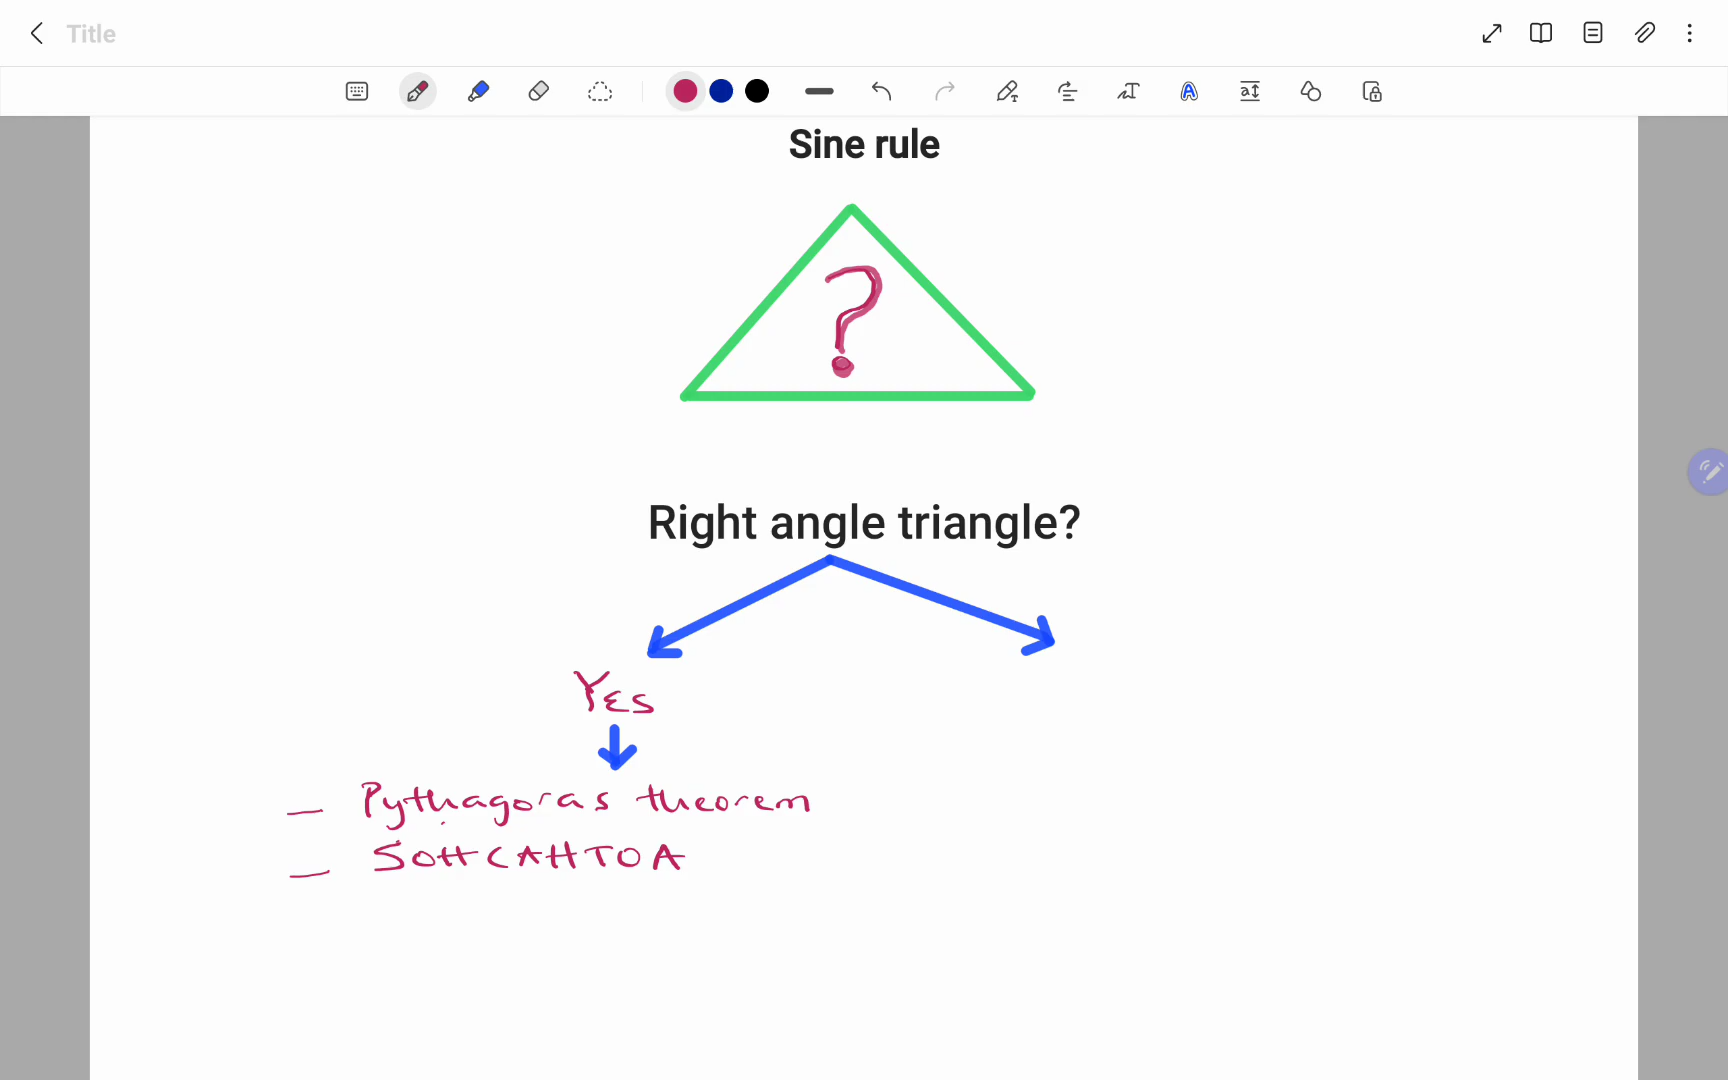 Title
Sine rule
?
Right angle triangle?
YES
— Pythagoras theorem
— SOHCAHTOA